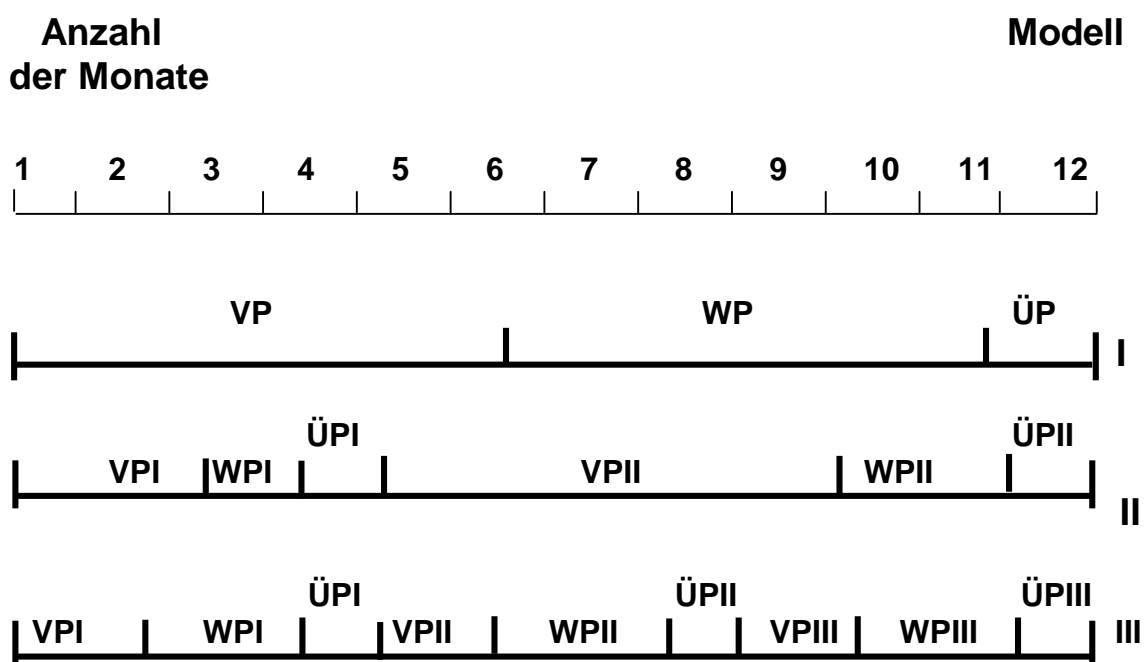 Anzahl
der Monate
Modell
1 2 3 4 5 6 7 8 9 10 11 12
VP WP ÜP
I
ÜPI ÜPII
VPI WPI VPII WPII
II
ÜPI ÜPII ÜPIII
VPI WPI VPII WPII VPIII WPIII III